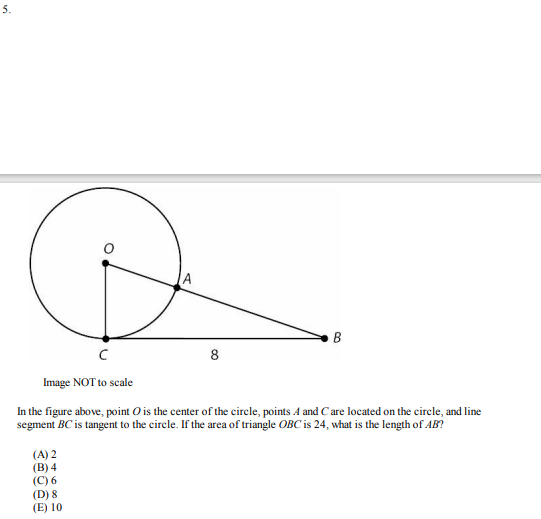 5.
O
A
B
C
8
Image NOT to scale
In the figure above, point O is the center of the circle, points A and C are located on the circle, and line
segment BC is tangent to the circle. If the area of triangle OBC is 24, what is the length of AB?
(A) 2
(B) 4
(C) 6
(D) 8
(E) 10